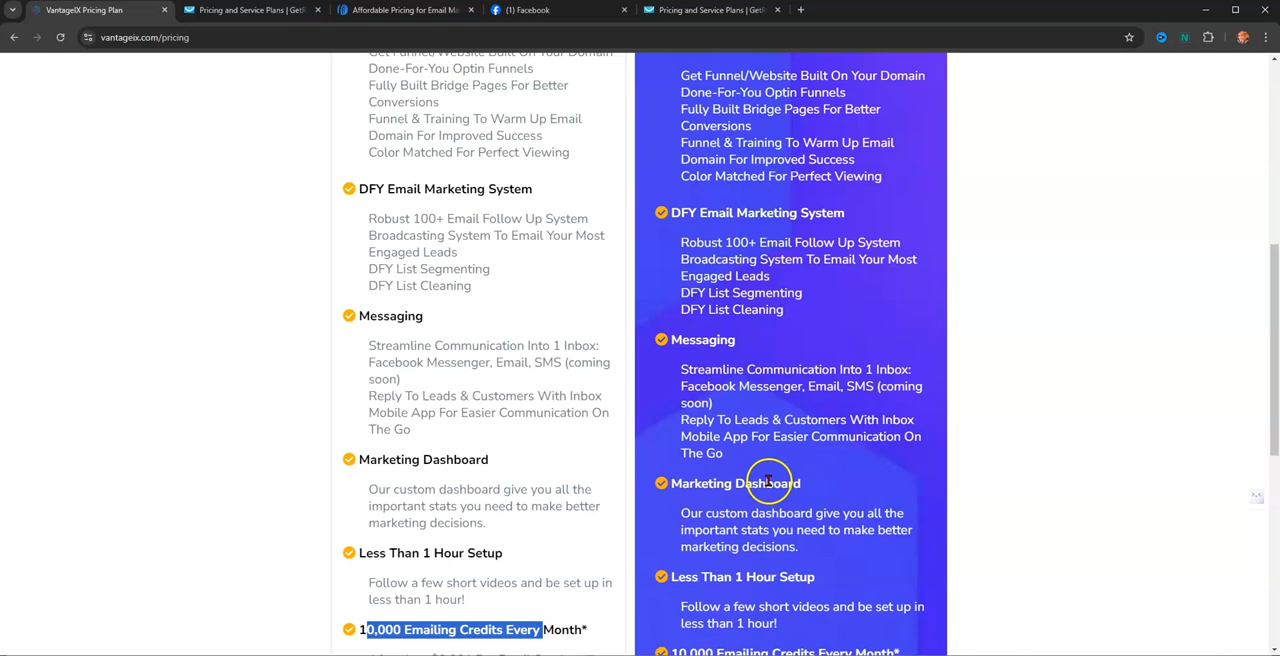 VantageIX Pricing Plan
Pricing and Service Plans | GetR
Affordable Pricing for Email Ma
(1) Facebook
Pricing and Service Plans | GetR
vantageix.com/pricing
Get Funnel/Website Built On Your Domain
Done-For-You Optin Funnels
Fully Built Bridge Pages For Better
Conversions
Funnel & Training To Warm Up Email
Domain For Improved Success
Color Matched For Perfect Viewing
DFY Email Marketing System
Robust 100+ Email Follow Up System
Broadcasting System To Email Your Most
Engaged Leads
DFY List Segmenting
DFY List Cleaning
Messaging
Streamline Communication Into 1 Inbox:
Facebook Messenger, Email, SMS (coming
soon)
Reply To Leads & Customers With Inbox
Mobile App For Easier Communication On
The Go
Marketing Dashboard
Our custom dashboard give you all the
important stats you need to make better
marketing decisions.
Less Than 1 Hour Setup
Follow a few short videos and be set up in
less than 1 hour!
10,000 Emailing Credits Every Month*
Get Funnel/Website Built On Your Domain
Done-For-You Optin Funnels
Fully Built Bridge Pages For Better
Conversions
Funnel & Training To Warm Up Email
Domain For Improved Success
Color Matched For Perfect Viewing
DFY Email Marketing System
Robust 100+ Email Follow Up System
Broadcasting System To Email Your Most
Engaged Leads
DFY List Segmenting
DFY List Cleaning
Messaging
Streamline Communication Into 1 Inbox:
Facebook Messenger, Email, SMS (coming
soon)
Reply To Leads & Customers With Inbox
Mobile App For Easier Communication On
The Go
Marketing Dashboard
Our custom dashboard give you all the
important stats you need to make better
marketing decisions.
Less Than 1 Hour Setup
Follow a few short videos and be set up in
less than 1 hour!
10,000 Emailing Credits Every Month*